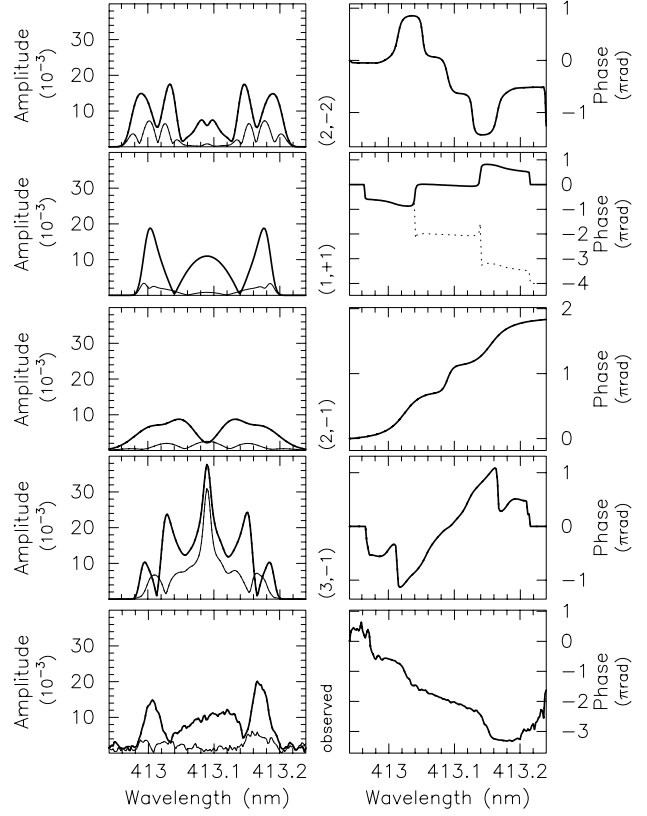 Amplitude
(10⁻³)
30
20
10
(2,−2)
1
0
−1
Phase
(πrad)
Amplitude
(10⁻³)
30
20
10
(1,+1)
1
0
−1
−2
−3
−4
Phase
(πrad)
Amplitude
(10⁻³)
30
20
10
(2,−1)
2
1
0
Phase
(πrad)
Amplitude
(10⁻³)
30
20
10
(3,−1)
1
0
−1
Phase
(πrad)
Amplitude
(10⁻³)
30
20
10
observed
1
0
−1
−2
−3
Phase
(πrad)
413 413.1 413.2
Wavelength (nm)
413 413.1 413.2
Wavelength (nm)